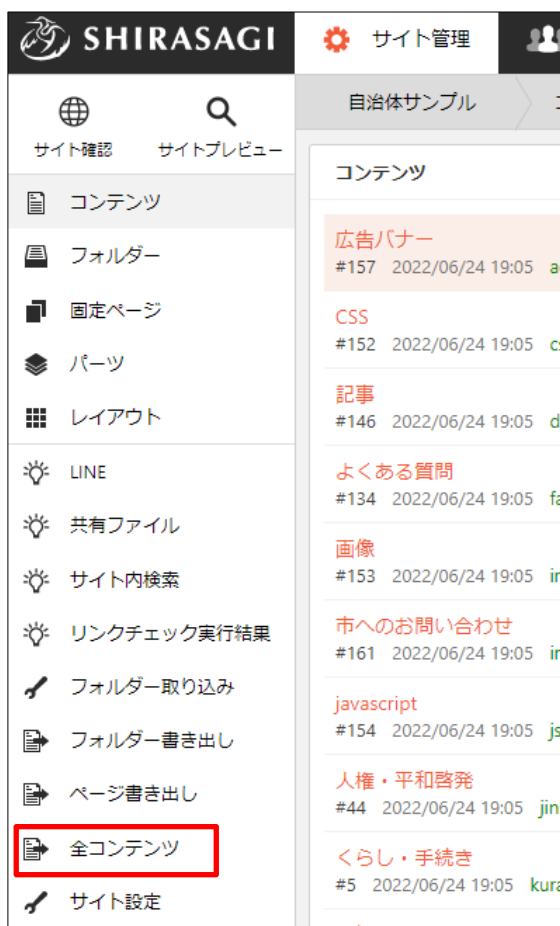 SHIRASAGI
サイト管理
サイト確認
サイトプレビュー
コンテンツ
フォルダー
固定ページ
パーツ
レイアウト
LINE
共有ファイル
サイト内検索
リンクチェック実行結果
フォルダー取り込み
フォルダー書き出し
ページ書き出し
全コンテンツ
サイト設定
自治体サンプル
コンテンツ
広告バナー
#157 2022/06/24 19:05
CSS
#152 2022/06/24 19:05
記事
#146 2022/06/24 19:05
よくある質問
#134 2022/06/24 19:05
画像
#153 2022/06/24 19:05
市へのお問い合わせ
#161 2022/06/24 19:05
javascript
#154 2022/06/24 19:05
人権・平和啓発
#44 2022/06/24 19:05 jin
くらし・手続き
#5 2022/06/24 19:05 kura